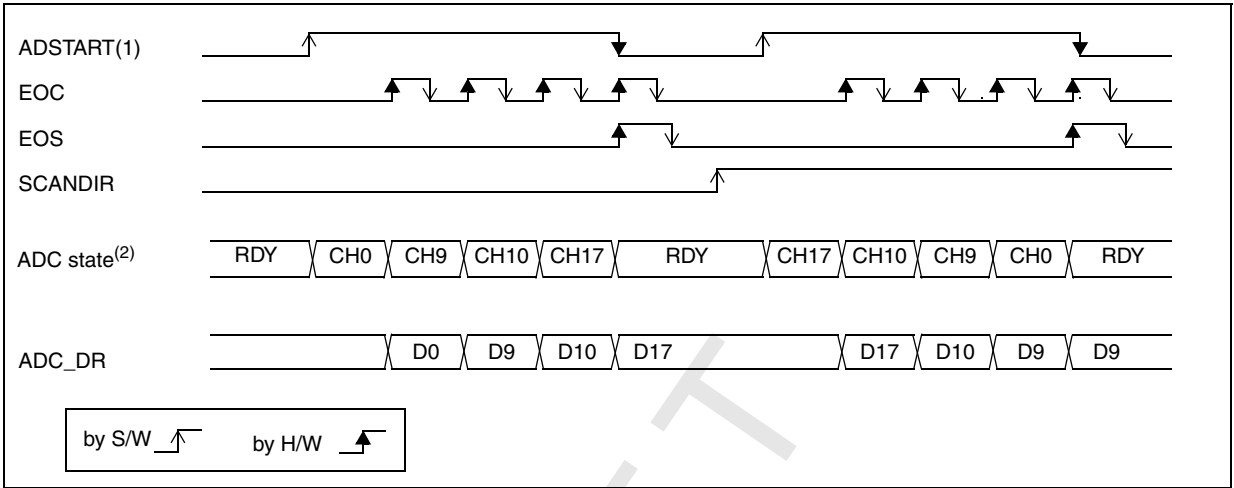 ADSTART(1)
EOC
EOS
SCANDIR
ADC state(2) RDY CH0 CH9 CH10 CH17 RDY CH17 CH10 CH9 CH0 RDY
ADC_DR D0 D9 D10 D17 D17 D10 D9 D9
by S/W by H/W
T